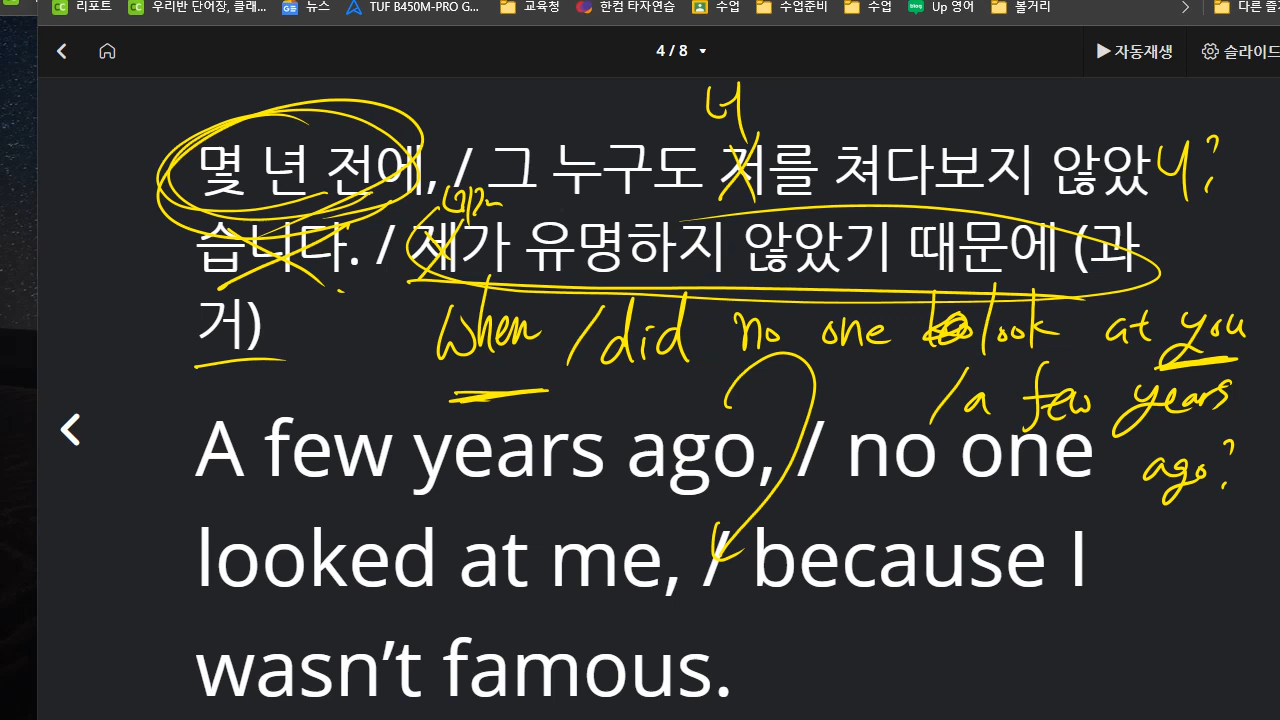 리포트 우리반 단어장, 클래... 뉴스 TUF B450M-PRO G... 교육청 한컴 타자연습 수업 수업준비 수업 Up 영어 볼거리 다른 즐
4 / 8 자동재생 슬라이드
너
몇 년 전에, / 그 누구도 저를 쳐다보지 않았니?
습니다. / 제가 유명하지 않았기 때문에 (과
거)
When / did no one look at you
/ a few years
ago?
A few years ago, / no one
looked at me, / because I
wasn't famous.